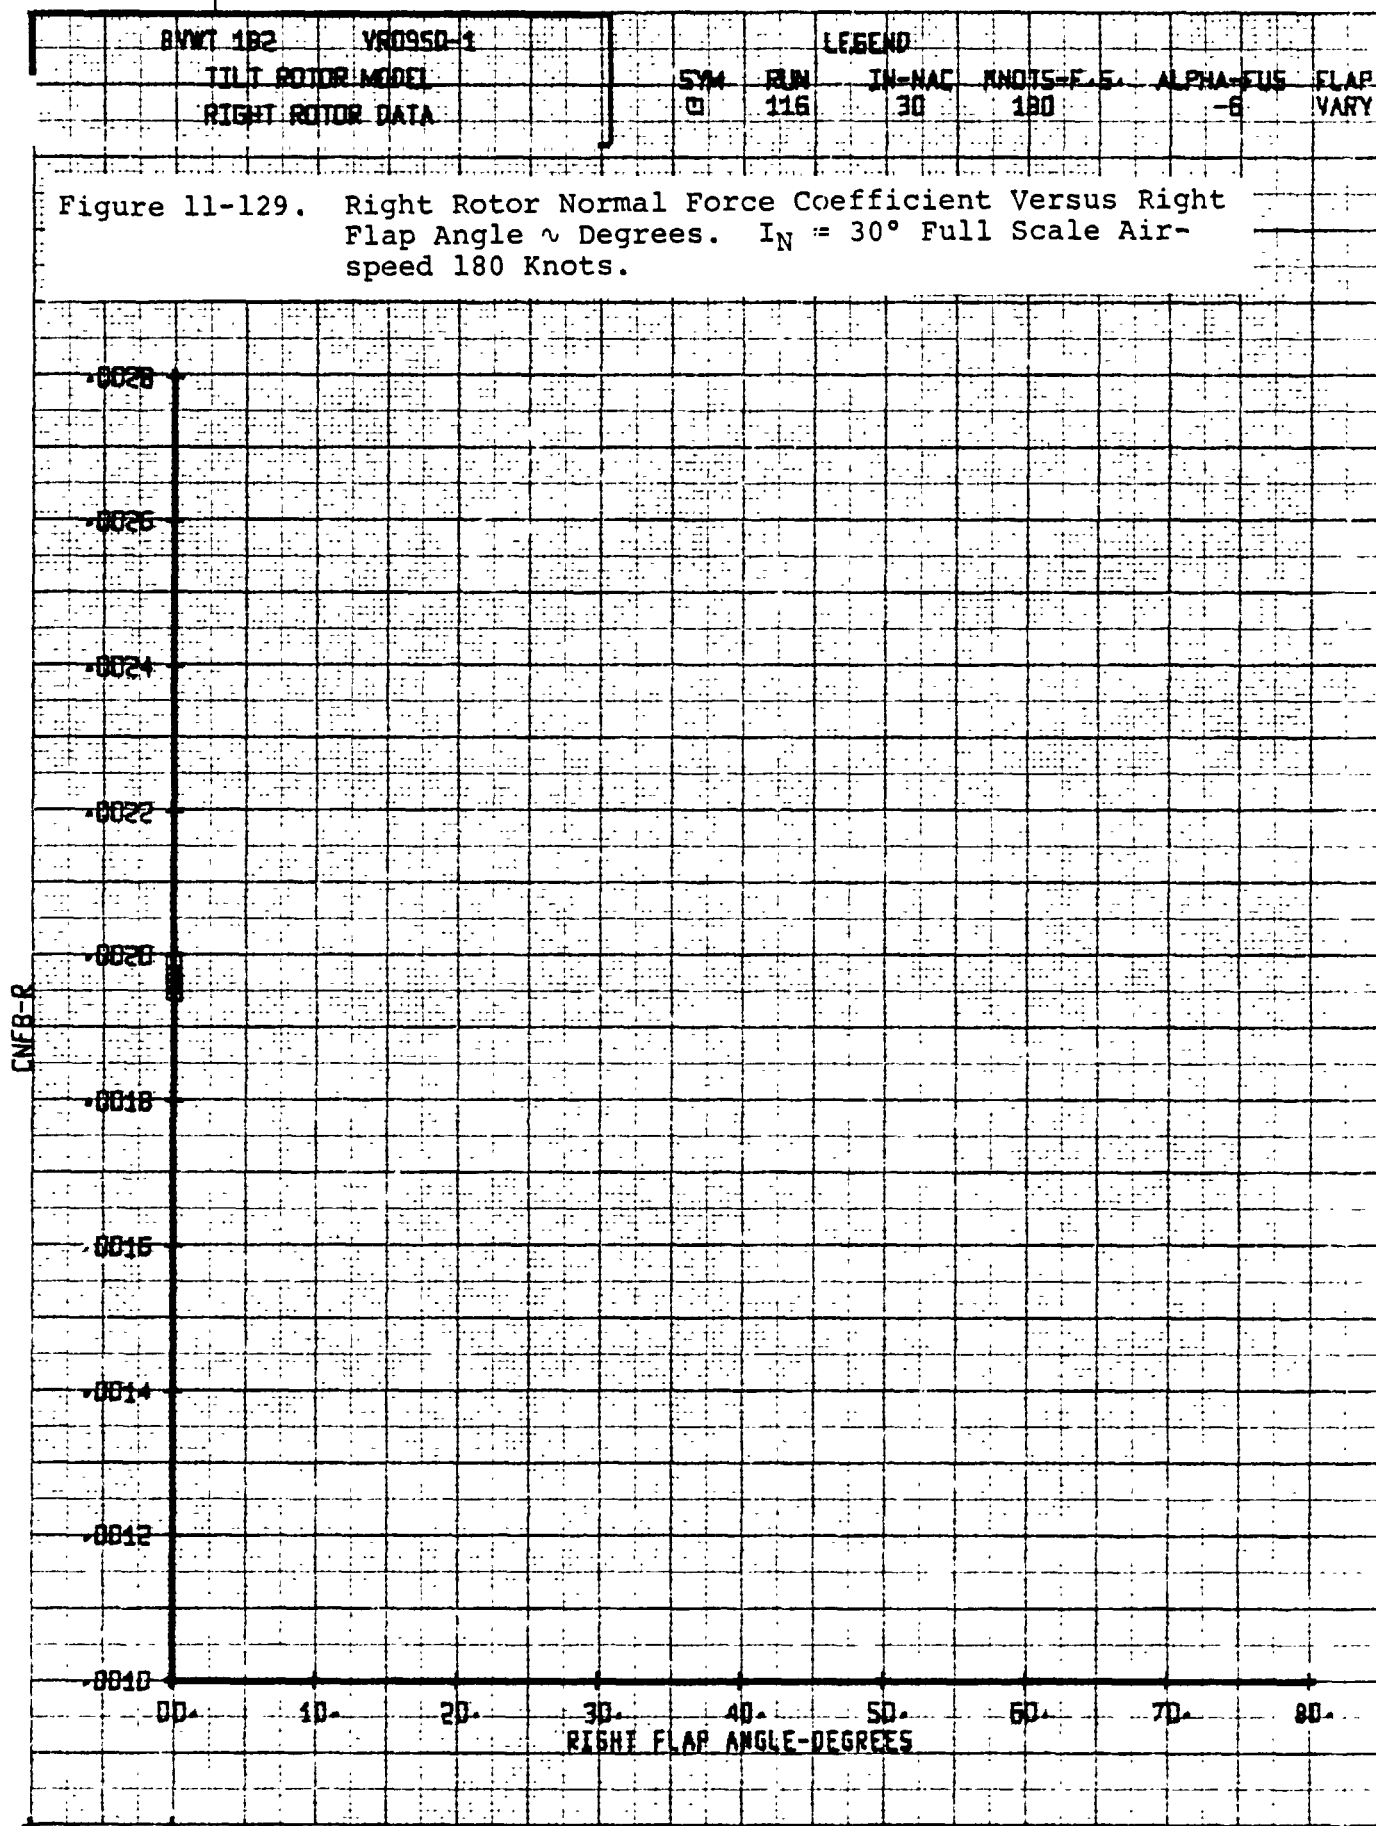 BVWT 182 VR095D-1
TILT ROTOR MODEL
RIGHT ROTOR DATA
LEGEND
SYM RUN IN-NAC KNOTS-F.S. ALPHA-FUS FLAP
116 30 180 -6 VARY
Figure 11-129. Right Rotor Normal Force Coefficient Versus Right
Flap Angle ~ Degrees. IN = 30° Full Scale Air-
speed 180 Knots.
.0028
.0026
.0024
.0022
.0020
CNFB-R
.0018
.0016
.0014
.0012
.0010
00. 10. 20. 30. 40. 50. 60. 70. 80.
RIGHT FLAP ANGLE-DEGREES